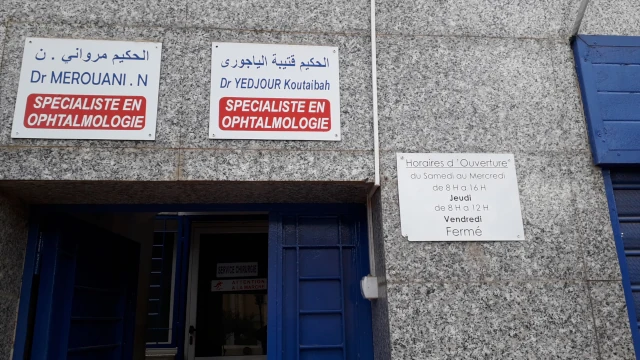 الحكيم مرواني . ن
Dr MEROUANI . N
SPECIALISTE EN
OPHTALMOLOGIE
الحكيم قتيبة الياجورى
Dr YEDJOUR Koutaibah
SPECIALISTE EN
OPHTALMOLOGIE
Horaires d 'Ouverture"
du Samedi au Mercredi
de 8 H a 16 H
Jeudi
de 8 H à 12 H
Vendredi
Fermé